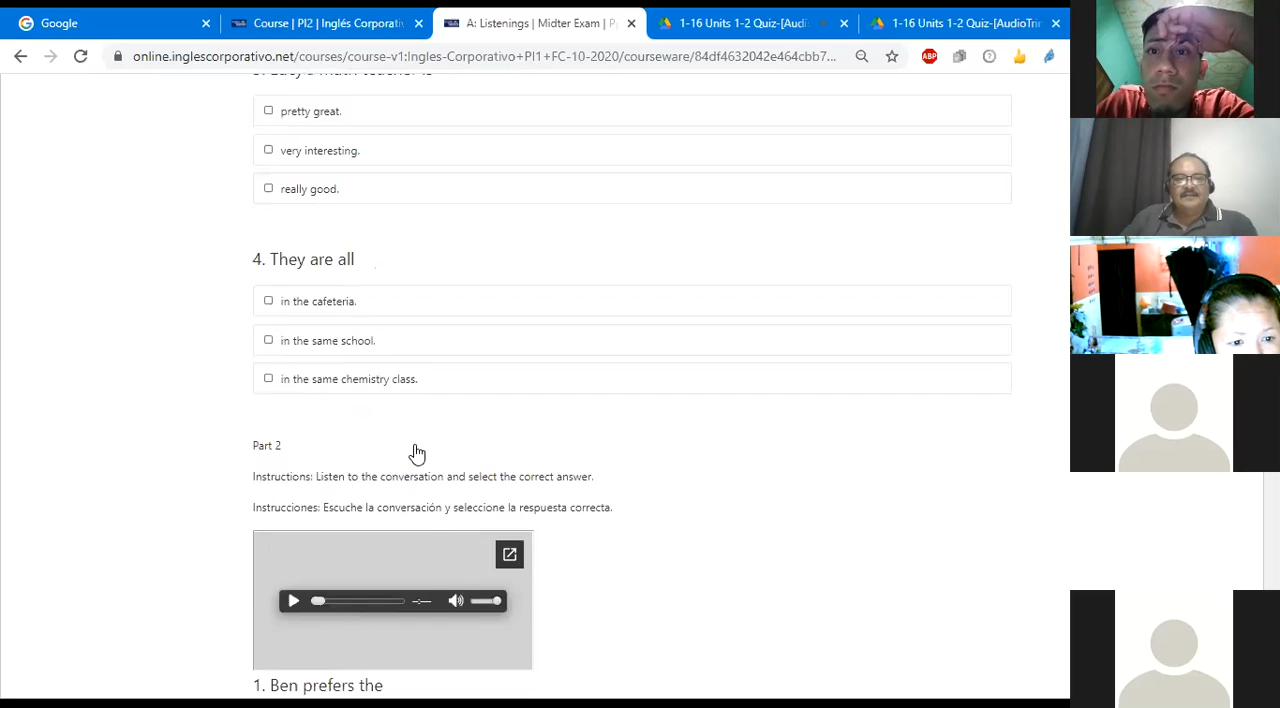 Google
Course | PI2 | Inglés Corporativ
A: Listenings | Midter Exam | P
1-16 Units 1-2 Quiz-[Audi
1-16 Units 1-2 Quiz-[AudioTrim
online.inglescorporativo.net/courses/course-v1:Ingles-Corporativo+PI1+FC-10-2020/courseware/84df4632042e464cbb7...
ABP
pretty great.
very interesting.
really good.
4. They are all
in the cafeteria.
in the same school.
in the same chemistry class.
Part 2
Instructions: Listen to the conversation and select the correct answer.
Instrucciones: Escuche la conversación y seleccione la respuesta correcta.
--:--
1. Ben prefers the